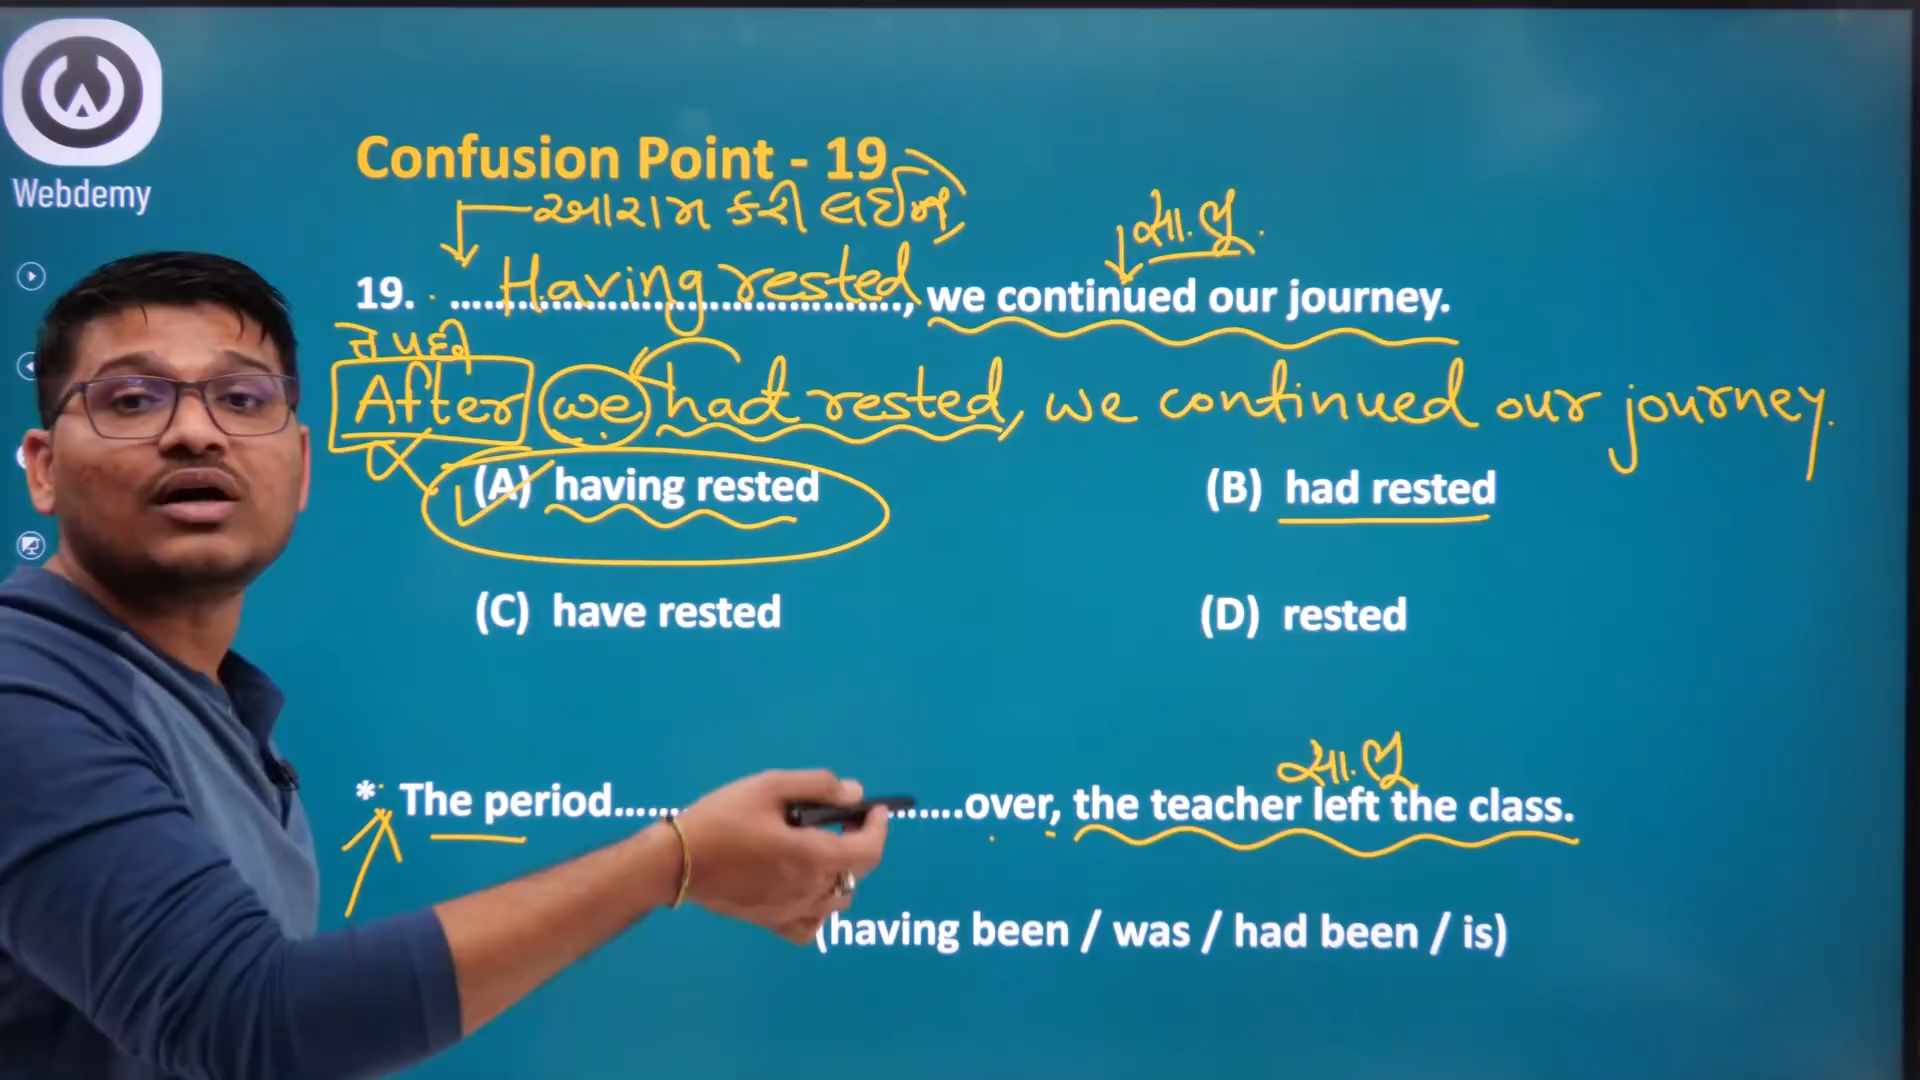 Webdemy
Confusion Point - 19
આરામ કરી લઈને
સા.ભૂ.
19. Having rested, we continued our journey.
તે પછી
After we had rested, we continued our journey.
(A) having rested
(B) had rested
(C) have rested
(D) rested
સા.ભૂ
* The period.....................over, the teacher left the class.
(having been / was / had been / is)